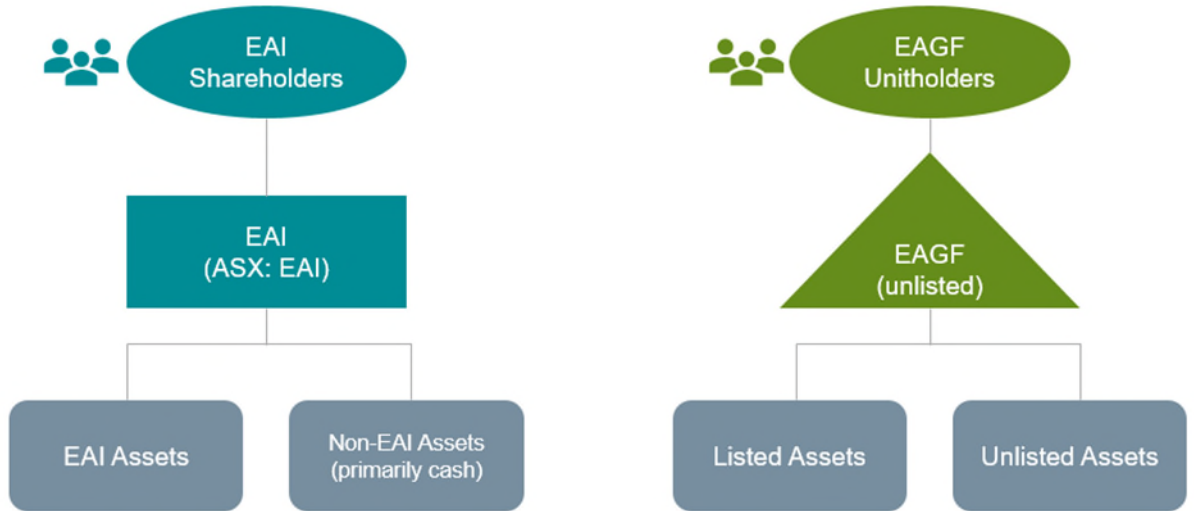 EAI
Shareholders
EAI
(ASX: EAI)
EAI Assets
Non-EAI Assets
(primarily cash)
EAGF
Unitholders
EAGF
(unlisted)
Listed Assets
Unlisted Assets